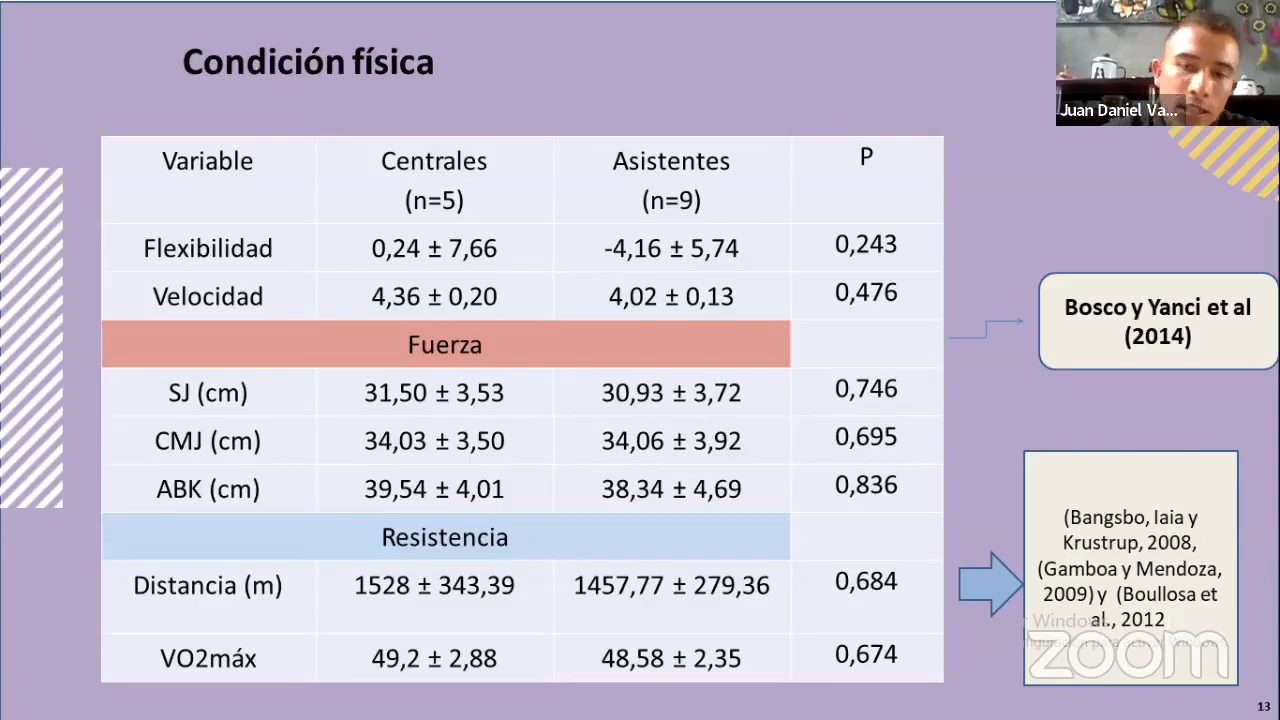 Condición física
Juan Daniel Va...
Variable Centrales Asistentes P
(n=5) (n=9)
Flexibilidad 0,24 ± 7,66 -4,16 ± 5,74 0,243
Velocidad 4,36 ± 0,20 4,02 ± 0,13 0,476
Fuerza
SJ (cm) 31,50 ± 3,53 30,93 ± 3,72 0,746
CMJ (cm) 34,03 ± 3,50 34,06 ± 3,92 0,695
ABK (cm) 39,54 ± 4,01 38,34 ± 4,69 0,836
Resistencia
Distancia (m) 1528 ± 343,39 1457,77 ± 279,36 0,684
VO2máx 49,2 ± 2,88 48,58 ± 2,35 0,674
Bosco y Yanci et al
(2014)
(Bangsbo, Iaia y
Krustrup, 2008,
(Gamboa y Mendoza,
2009) y (Boullosa et
al., 2012
Windows
zoom
13